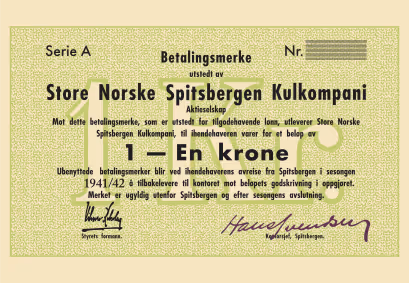 Serie A
Betalingsmerke
Nr.
utstedt av
Store Norske Spitsbergen Kulkompani
Aktieselskap
Mot dette betalingsmerke, som er utstedt for tilgodehavende lønn, utleverer Store Norske
Spitsbergen Kulkompani, til ihendehaveren varer for et beløp av
1 — En krone
Ubenyttede betalingsmerker blir ved ihendehaverens avreise fra Spitsbergen i sesongen
1941/42 å tilbakelevere til kontoret mot beløpets godskrivning i oppgjøret.
Merket er ugyldig utenfor Spitsbergen og efter sesongens avslutning.
Styrets formann.
Kontorsjef, Spitsbergen.
1 Kr.